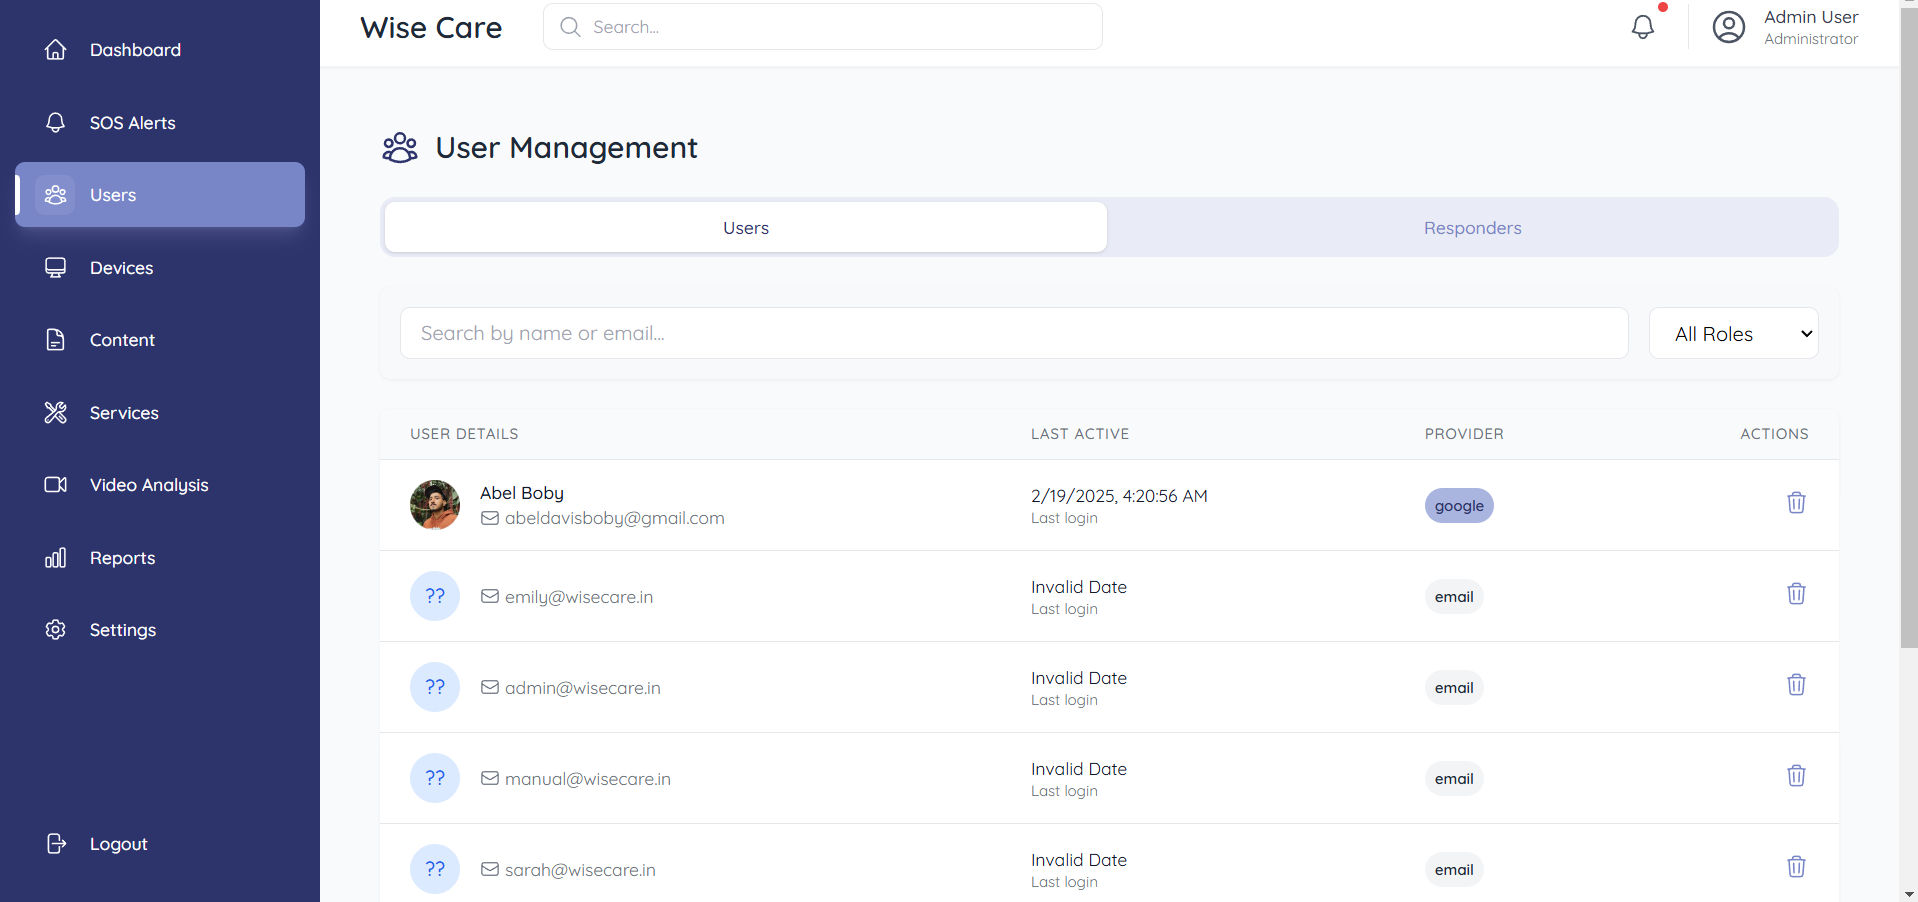 Dashboard
SOS Alerts
Users
Devices
Content
Services
Video Analysis
Reports
Settings
Logout
Wise Care
Search...
Admin User
Administrator
User Management
Users
Responders
Search by name or email...
All Roles
USER DETAILS
LAST ACTIVE
PROVIDER
ACTIONS
Abel Boby
abeldavisboby@gmail.com
2/19/2025, 4:20:56 AM
Last login
google
??
emily@wisecare.in
Invalid Date
Last login
email
??
admin@wisecare.in
Invalid Date
Last login
email
??
manual@wisecare.in
Invalid Date
Last login
email
??
sarah@wisecare.in
Invalid Date
Last login
email